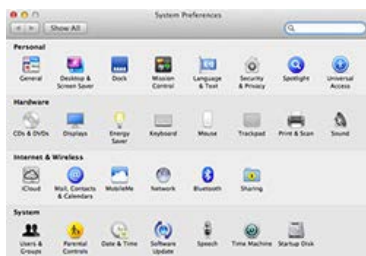 System Preferences
Show All
Personal
General
Desktop & Screen Saver
Dock
Mission Control
Language & Text
Security & Privacy
Spotlight
Universal Access
Hardware
CDs & DVDs
Displays
Energy Saver
Keyboard
Mouse
Trackpad
Print & Scan
Sound
Internet & Wireless
iCloud
Mail, Contacts & Calendars
MobileMe
Network
Bluetooth
Sharing
System
Users & Groups
Parental Controls
Date & Time
Software Update
Speech
Time Machine
Startup Disk